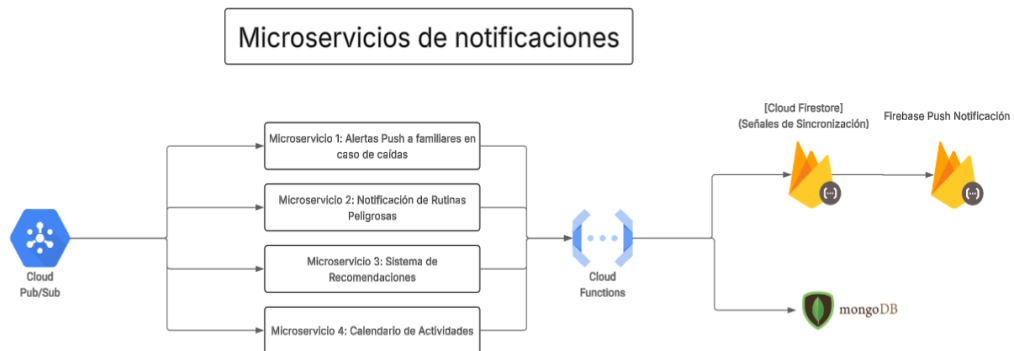 Microservicios de notificaciones
[Cloud Firestore]
(Señales de Sincronización)
Firebase Push Notificación
Microservicio 1: Alertas Push a familiares en
caso de caídas
Microservicio 2: Notificación de Rutinas
Peligrosas
Microservicio 3: Sistema de
Recomendaciones
Microservicio 4: Calendario de Actividades
Cloud
Pub/Sub
Cloud
Functions
mongoDB